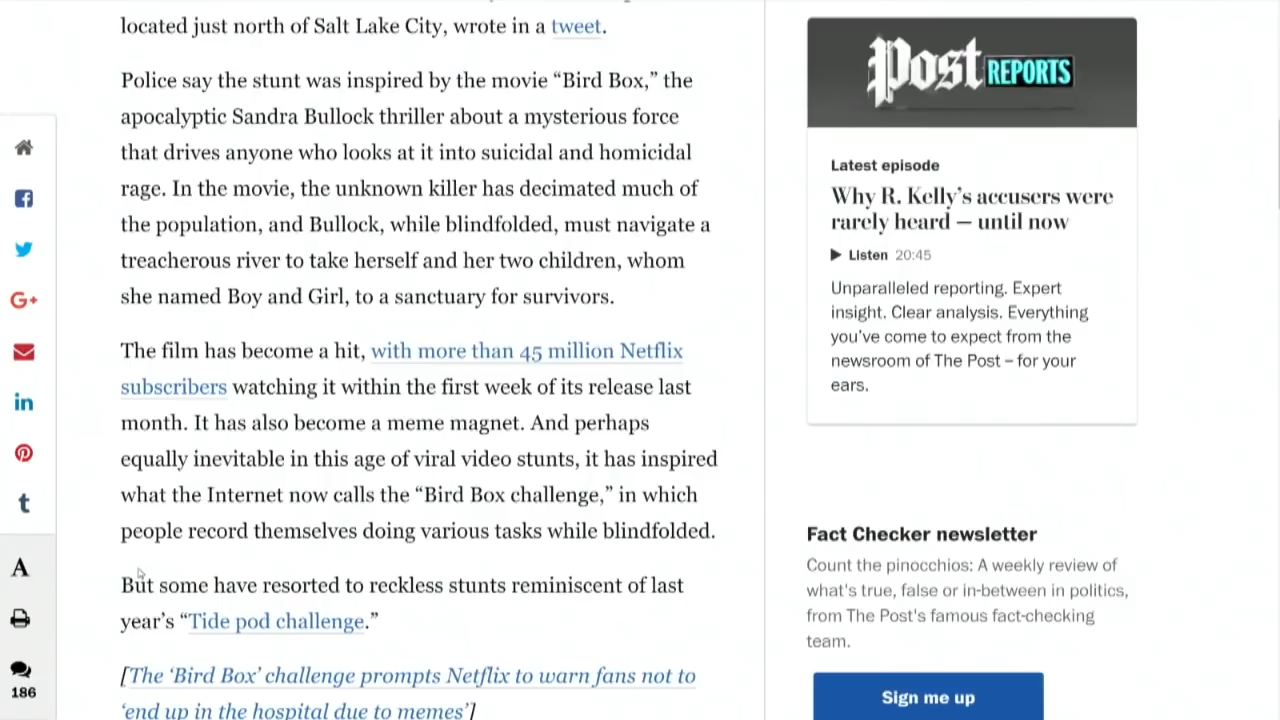 located just north of Salt Lake City, wrote in a tweet.
Police say the stunt was inspired by the movie “Bird Box,” the
apocalyptic Sandra Bullock thriller about a mysterious force
that drives anyone who looks at it into suicidal and homicidal
rage. In the movie, the unknown killer has decimated much of
the population, and Bullock, while blindfolded, must navigate a
treacherous river to take herself and her two children, whom
she named Boy and Girl, to a sanctuary for survivors.
The film has become a hit, with more than 45 million Netflix
subscribers watching it within the first week of its release last
month. It has also become a meme magnet. And perhaps
equally inevitable in this age of viral video stunts, it has inspired
what the Internet now calls the “Bird Box challenge,” in which
people record themselves doing various tasks while blindfolded.
But some have resorted to reckless stunts reminiscent of last
year’s “Tide pod challenge.”
[The ‘Bird Box’ challenge prompts Netflix to warn fans not to
‘end up in the hospital due to memes’]
G+
in
t
A
186
Post REPORTS
Latest episode
Why R. Kelly’s accusers were
rarely heard — until now
Listen 20:45
Unparalleled reporting. Expert
insight. Clear analysis. Everything
you’ve come to expect from the
newsroom of The Post – for your
ears.
Fact Checker newsletter
Count the pinocchios: A weekly review of
what's true, false or in-between in politics,
from The Post's famous fact-checking
team.
Sign me up